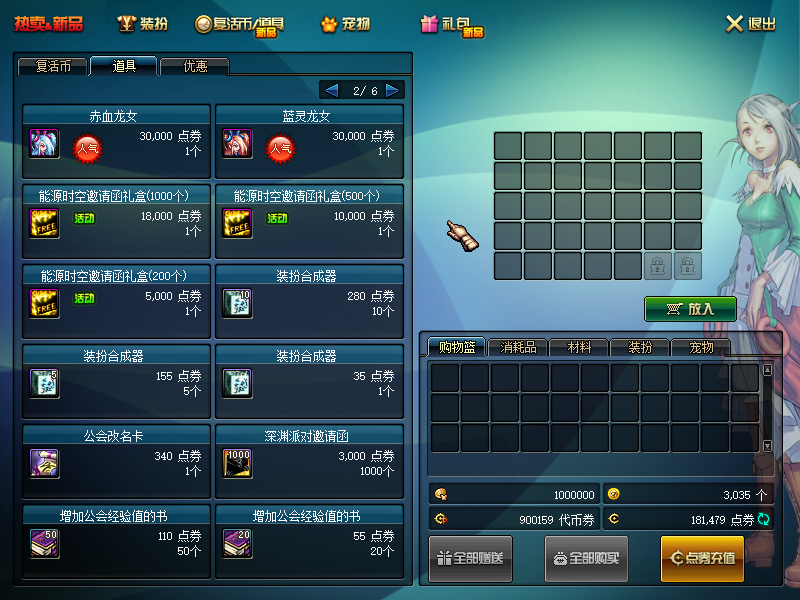 热卖&新品
装扮
复活币/道具
新品
宠物
礼包
新品
退出
复活币
道具
优惠
2/ 6
赤血龙女
30,000 点券
人气
1个
蓝灵龙女
30,000 点券
人气
1个
能源时空邀请函礼盒(1000个)
FREE
活动
18,000 点券
1个
能源时空邀请函礼盒(500个)
FREE
活动
10,000 点券
1个
能源时空邀请函礼盒(200个)
FREE
活动
5,000 点券
1个
装扮合成器
10
280 点券
10个
装扮合成器
5
155 点券
5个
装扮合成器
35 点券
1个
公会改名卡
340 点券
1个
深渊派对邀请函
1000
3,000 点券
1000个
增加公会经验值的书
50
110 点券
50个
增加公会经验值的书
20
55 点券
20个
放入
购物篮
消耗品
材料
装扮
宠物
1000000
3,035 个
900159 代币券
181,479 点券
全部赠送
全部购买
点券充值